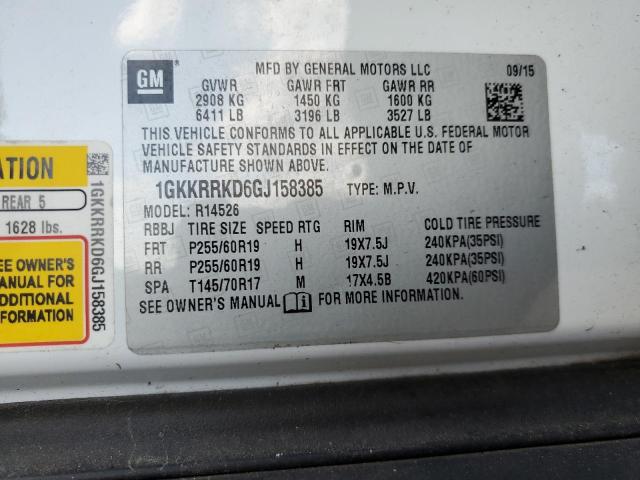 GM
MFD BY GENERAL MOTORS LLC 09/15
GVWR GAWR FRT GAWR RR
2908 KG 1450 KG 1600 KG
6411 LB 3196 LB 3527 LB
THIS VEHICLE CONFORMS TO ALL APPLICABLE U.S. FEDERAL MOTOR
VEHICLE SAFETY STANDARDS IN EFFECT ON THE DATE OF
MANUFACTURE SHOWN ABOVE.
1GKKRRKD6GJ158385 TYPE: M.P.V.
MODEL: R14526
RBBJ TIRE SIZE SPEED RTG RIM COLD TIRE PRESSURE
FRT P255/60R19 H 19X7.5J 240KPA(35PSI)
RR P255/60R19 H 19X7.5J 240KPA(35PSI)
SPA T145/70R17 M 17X4.5B 420KPA(60PSI)
SEE OWNER'S MANUAL FOR MORE INFORMATION.
ATION
REAR 5
1628 lbs.
EE OWNER'S
MANUAL FOR
ADDITIONAL
FORMATION
1GKKRRKD6GJ158385